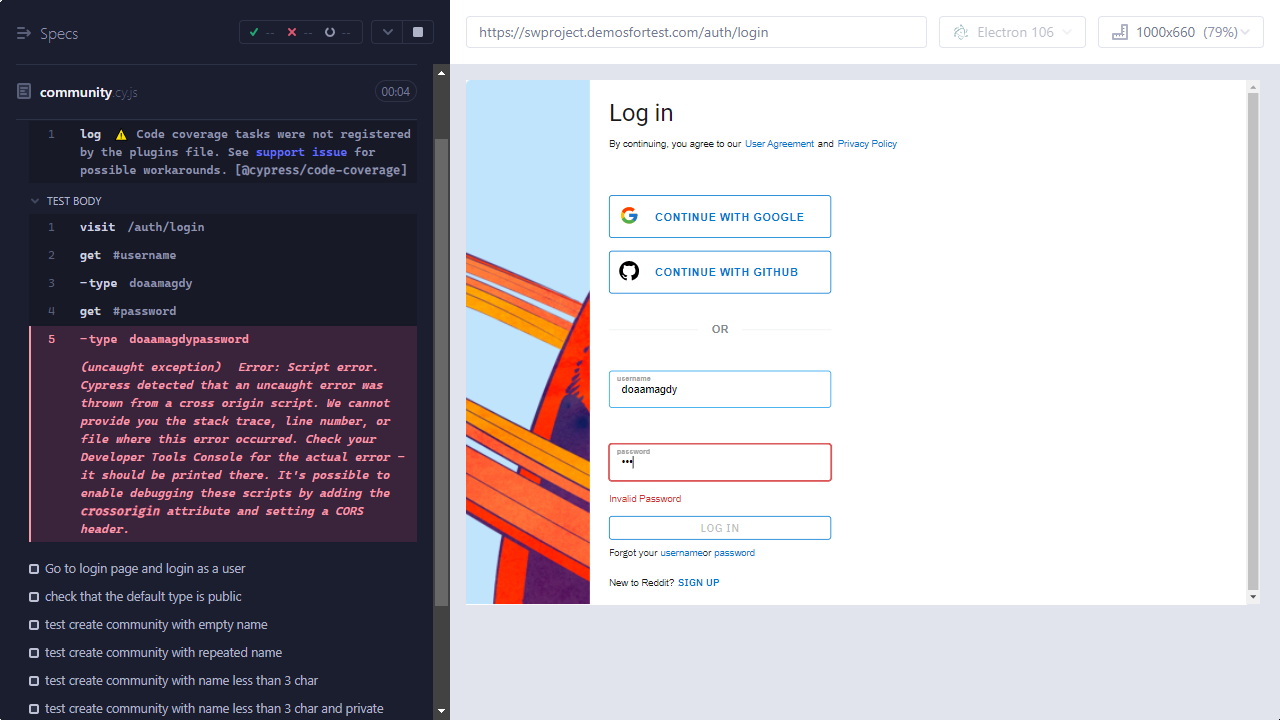 Specs
-- -- --
community.cy.js
00:04
1 log ⚠ Code coverage tasks were not registered
by the plugins file. See support issue for
possible workarounds. [@cypress/code-coverage]
TEST BODY
1 visit /auth/login
2 get #username
3 -type doaamagdy
4 get #password
5 -type doaamagdypassword
(uncaught exception) Error: Script error.
Cypress detected that an uncaught error was
thrown from a cross origin script. We cannot
provide you the stack trace, line number, or
file where this error occurred. Check your
Developer Tools Console for the actual error -
it should be printed there. It's possible to
enable debugging these scripts by adding the
crossorigin attribute and setting a CORS
header.
Go to login page and login as a user
check that the default type is public
test create community with empty name
test create community with repeated name
test create community with name less than 3 char
test create community with name less than 3 char and private
https://swproject.demosfortest.com/auth/login
Electron 106
1000x660 (79%)
Log in
By continuing, you agree to our User Agreement and Privacy Policy
CONTINUE WITH GOOGLE
CONTINUE WITH GITHUB
OR
username
doaamagdy
password
•••
Invalid Password
LOG IN
Forgot your usernameor password
New to Reddit? SIGN UP